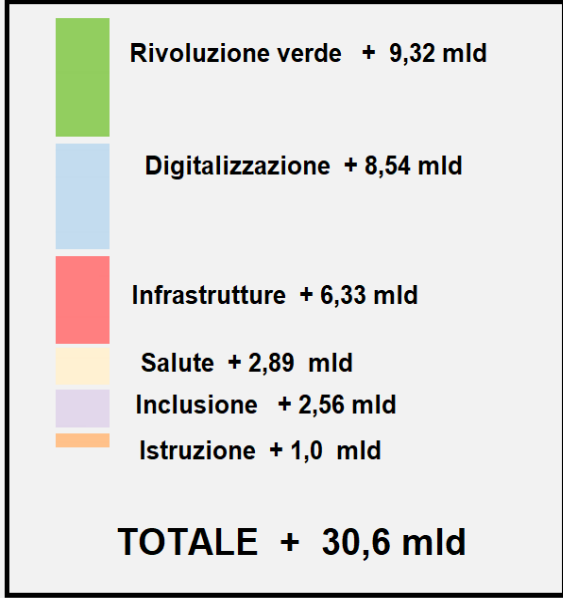 Rivoluzione verde + 9,32 mld
Digitalizzazione + 8,54 mld
Infrastrutture + 6,33 mld
Salute + 2,89 mld
Inclusione + 2,56 mld
Istruzione + 1,0 mld
TOTALE + 30,6 mld